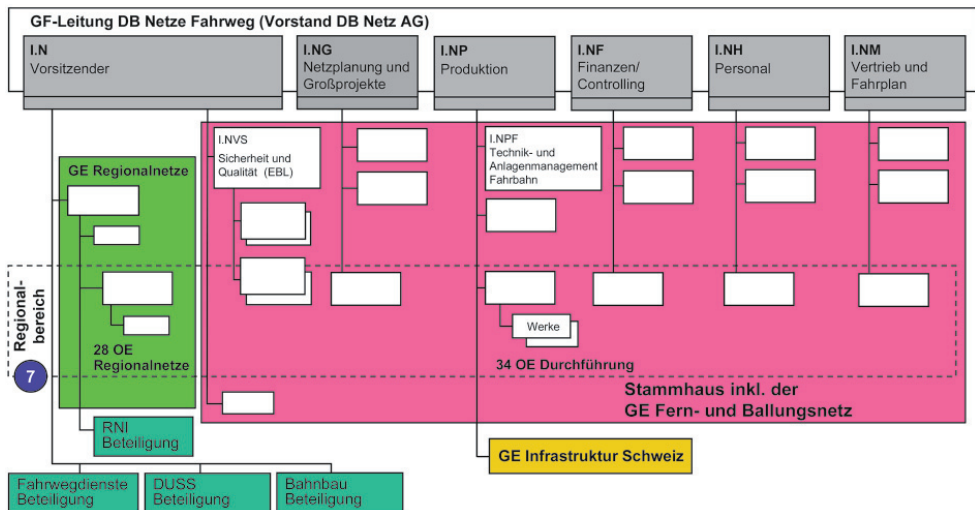 GF-Leitung DB Netze Fahrweg (Vorstand DB Netz AG)
I.N
Vorsitzender
I.NG
Netzplanung und
Großprojekte
I.NP
Produktion
I.NF
Finanzen/
Controlling
I.NH
Personal
I.NM
Vertrieb und
Fahrplan
I.NVS
Sicherheit und
Qualität (EBL)
I.NPF
Technik- und
Anlagenmanagement
Fahrbahn
GE Regionalnetze
Regional-
bereich
7
28 OE
Regionalnetze
Werke
34 OE Durchführung
Stammhaus inkl. der
GE Fern- und Ballungsnetz
RNI
Beteiligung
GE Infrastruktur Schweiz
Fahrwegdienste
Beteiligung
DUSS
Beteiligung
Bahnbau
Beteiligung